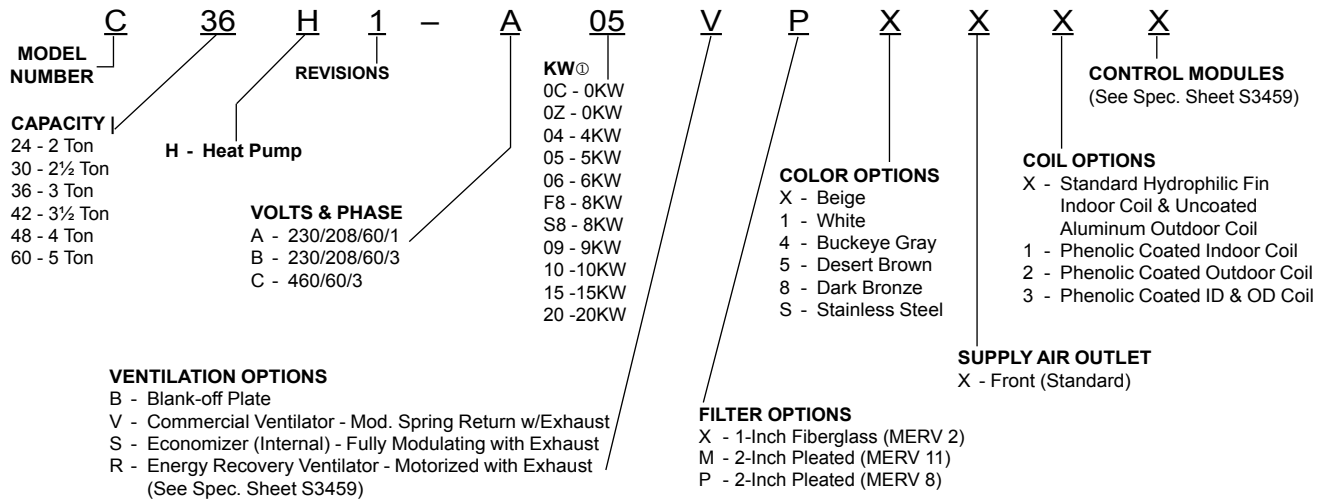 C 36 H 1 – A 05 V P X X X X
MODEL
NUMBER
REVISIONS
CAPACITY
24 - 2 Ton
30 - 2½ Ton
36 - 3 Ton
42 - 3½ Ton
48 - 4 Ton
60 - 5 Ton
H - Heat Pump
VOLTS & PHASE
A - 230/208/60/1
B - 230/208/60/3
C - 460/60/3
KW①
0C - 0KW
0Z - 0KW
04 - 4KW
05 - 5KW
06 - 6KW
F8 - 8KW
S8 - 8KW
09 - 9KW
10 -10KW
15 -15KW
20 -20KW
VENTILATION OPTIONS
B - Blank-off Plate
V - Commercial Ventilator - Mod. Spring Return w/Exhaust
S - Economizer (Internal) - Fully Modulating with Exhaust
R - Energy Recovery Ventilator - Motorized with Exhaust
(See Spec. Sheet S3459)
FILTER OPTIONS
X - 1-Inch Fiberglass (MERV 2)
M - 2-Inch Pleated (MERV 11)
P - 2-Inch Pleated (MERV 8)
COLOR OPTIONS
X - Beige
1 - White
4 - Buckeye Gray
5 - Desert Brown
8 - Dark Bronze
S - Stainless Steel
SUPPLY AIR OUTLET
X - Front (Standard)
COIL OPTIONS
X - Standard Hydrophilic Fin
Indoor Coil & Uncoated
Aluminum Outdoor Coil
1 - Phenolic Coated Indoor Coil
2 - Phenolic Coated Outdoor Coil
3 - Phenolic Coated ID & OD Coil
CONTROL MODULES
(See Spec. Sheet S3459)